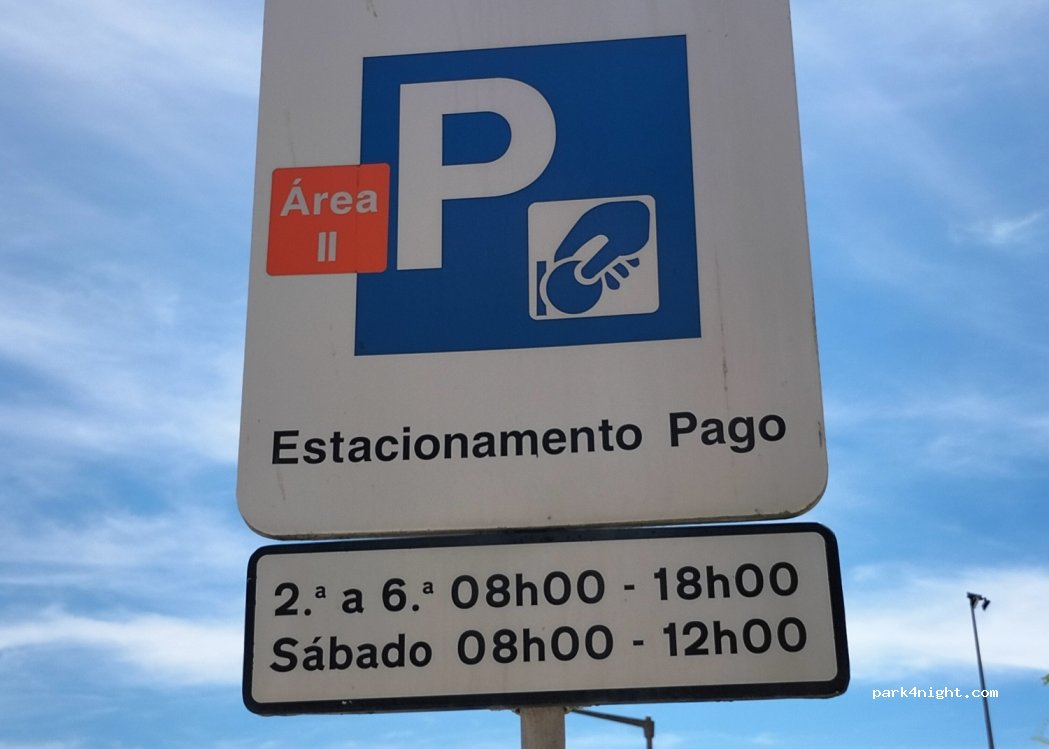 P
Área
II
Estacionamento Pago
2.ª a 6.ª 08h00 - 18h00
Sábado 08h00 - 12h00
park4night.com